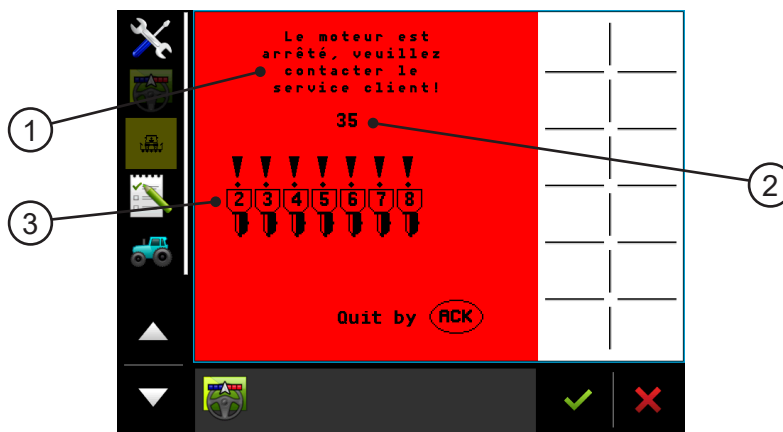 Le moteur est
arrêté, veuillez
contacter le
service client!
35
2 3 4 5 6 7 8
Quit by ACK
1
2
3